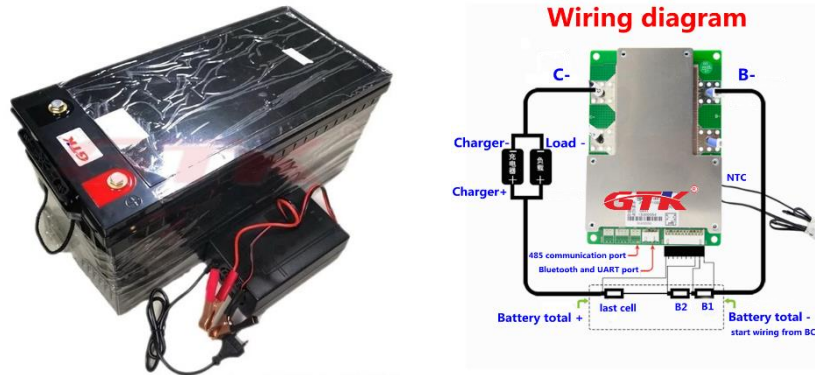 GTK
Wiring diagram
C-
B-
Charger-
Load -
充电器
负载
Charger+
NTC
GTK
485 communication port
Bluetooth and UART port
Battery total +
last cell
B2
B1
Battery total -
start wiring from BC